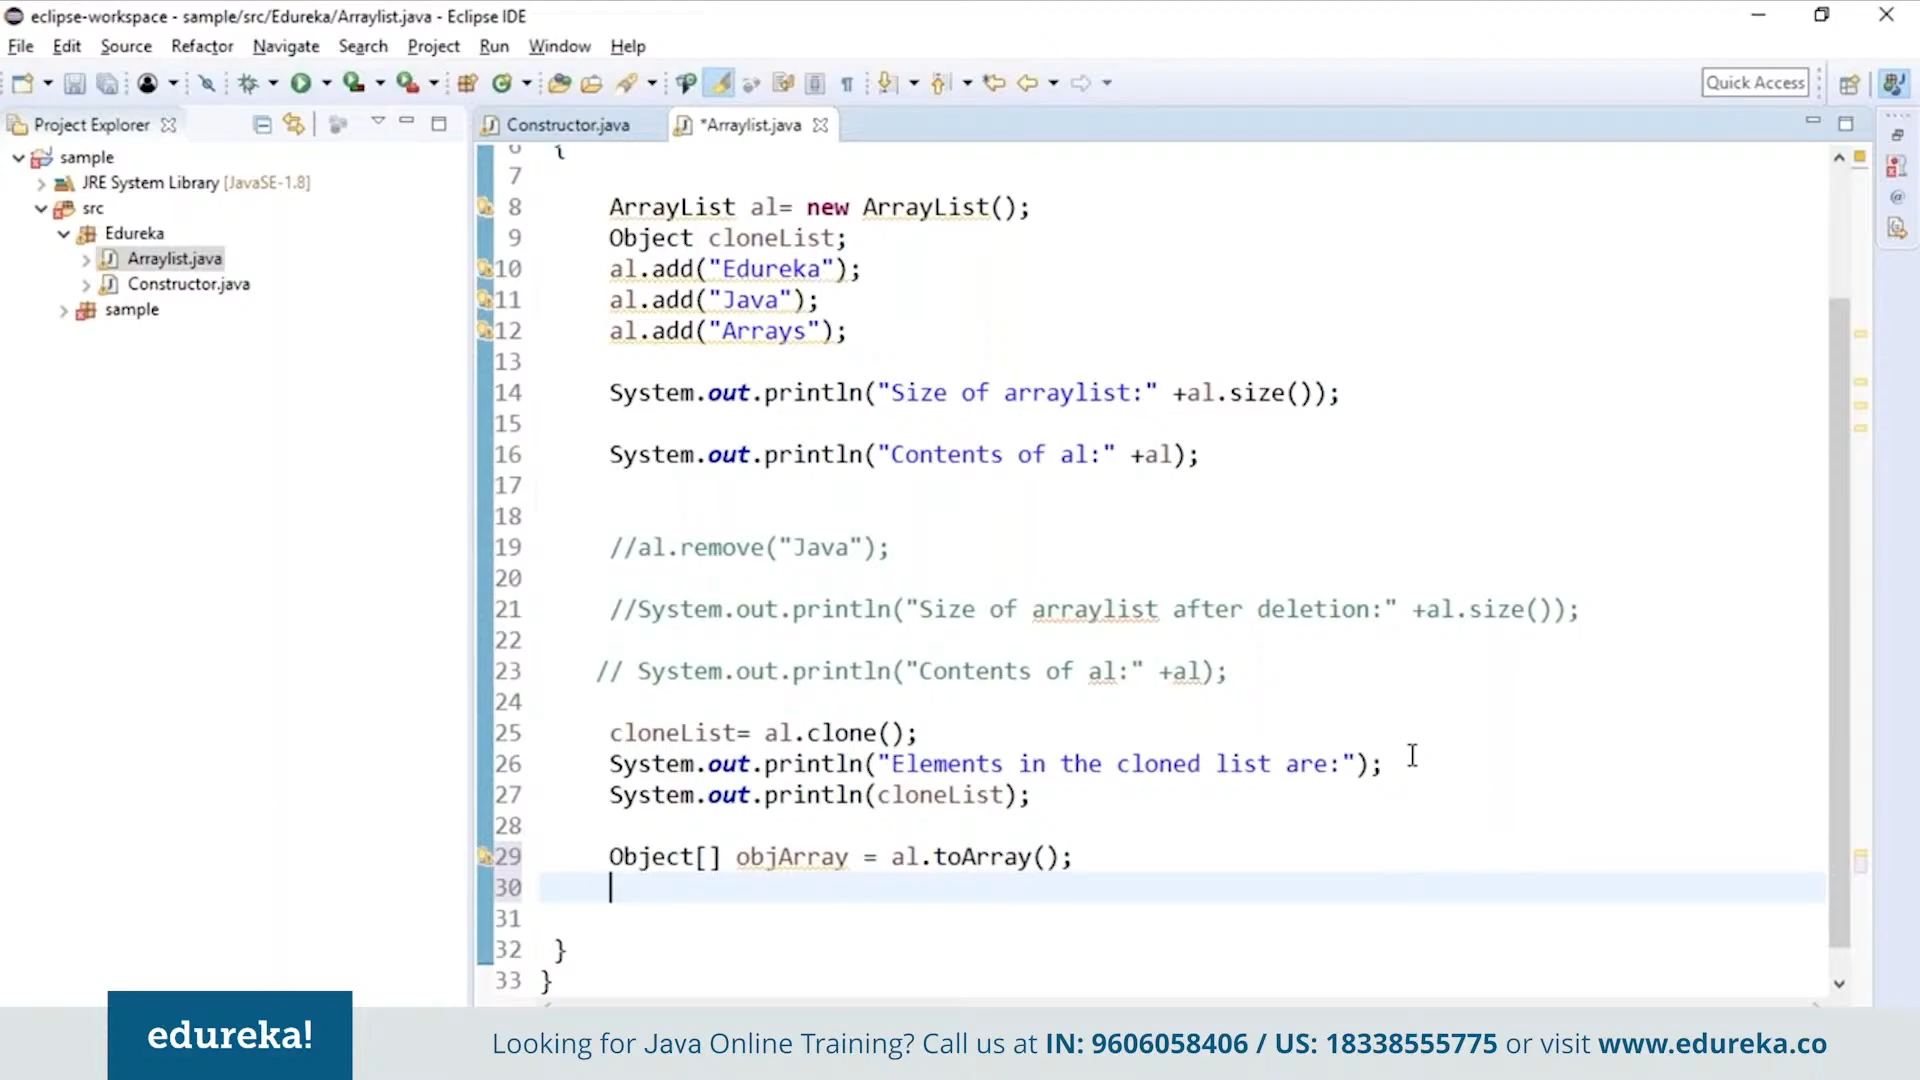 eclipse-workspace - sample/src/Edureka/Arraylist.java - Eclipse IDE
File Edit Source Refactor Navigate Search Project Run Window Help
Quick Access
Project Explorer
Constructor.java
*Arraylist.java
sample
JRE System Library [JavaSE-1.8]
src
Edureka
Arraylist.java
Constructor.java
sample
6 {
7
8 ArrayList al= new ArrayList();
9 Object cloneList;
10 al.add("Edureka");
11 al.add("Java");
12 al.add("Arrays");
13
14 System.out.println("Size of arraylist:" +al.size());
15
16 System.out.println("Contents of al:" +al);
17
18
19 //al.remove("Java");
20
21 //System.out.println("Size of arraylist after deletion:" +al.size());
22
23 // System.out.println("Contents of al:" +al);
24
25 cloneList= al.clone();
26 System.out.println("Elements in the cloned list are:");
27 System.out.println(cloneList);
28
29 Object[] objArray = al.toArray();
30
31
32 }
33 }
edureka!
Looking for Java Online Training? Call us at IN: 9606058406 / US: 18338555775 or visit www.edureka.co